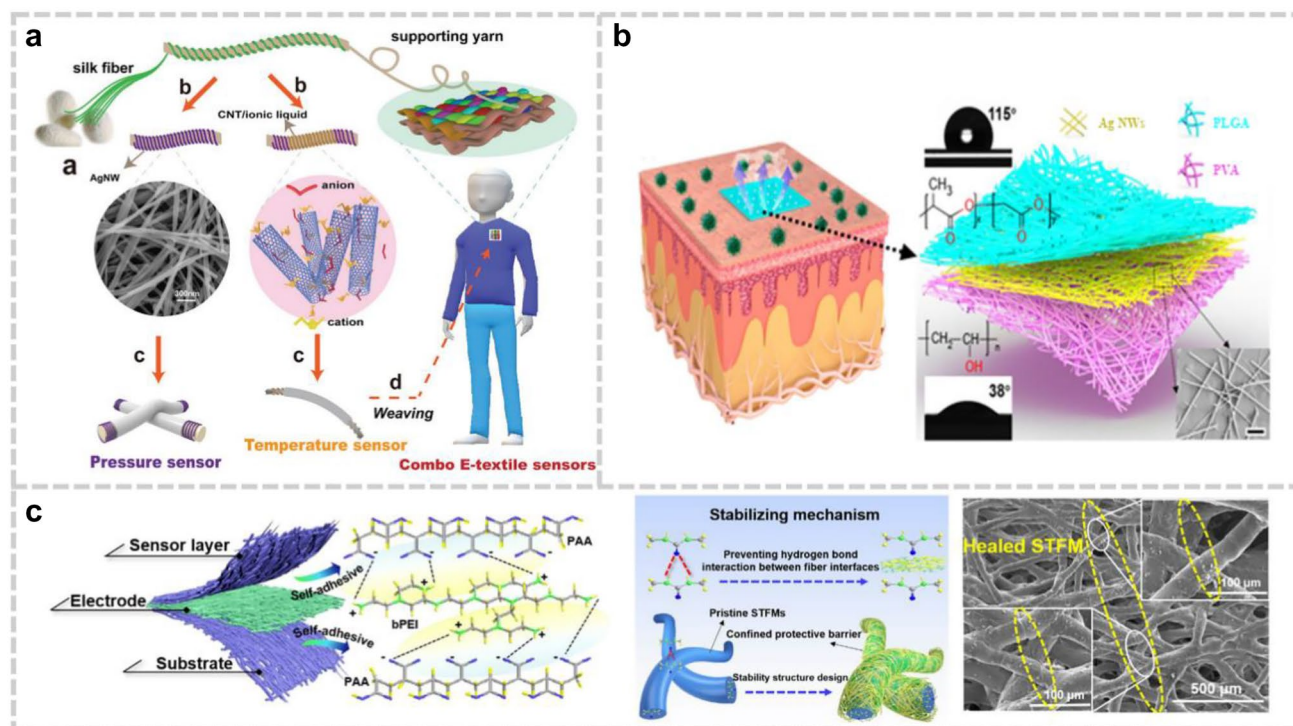 a
supporting yarn
silk fiber
b
b
CNT/ionic liquid
a
AgNW
anion
300nm
cation
c
c
d
Weaving
Pressure sensor
Temperature sensor
Combo E-textile sensors
b
115°
Ag NWs
PLGA
PVA
CH3
O
O
O
O
n
CH2
CH
n
OH
38°
c
Sensor layer
Electrode
Substrate
Self-adhesive
Self-adhesive
PAA
bPEI
PAA
Stabilizing mechanism
Preventing hydrogen bond
interaction between fiber interfaces
Pristine STFMs
Confined protective barrier
Stability structure design
Healed STFM
100 µm
100 µm
500 µm